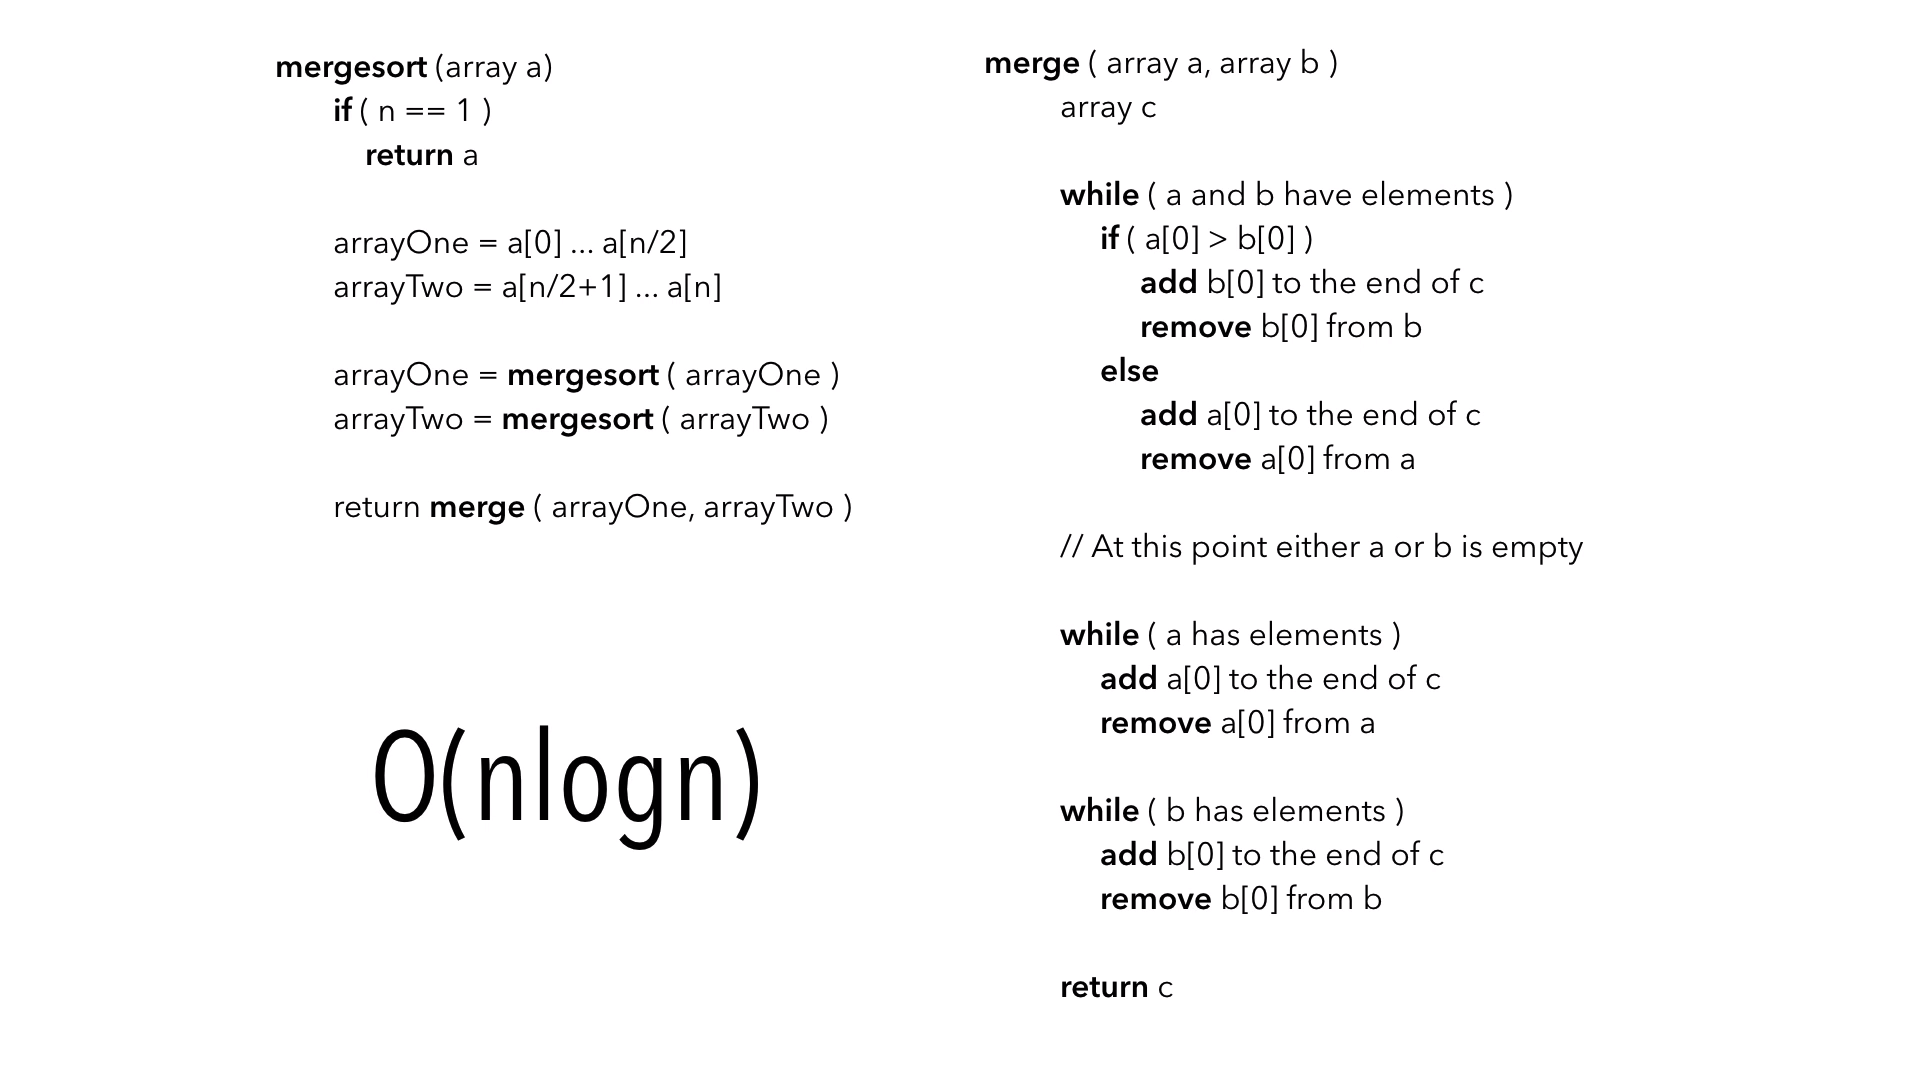 mergesort (array a)
if ( n == 1 )
return a
arrayOne = a[0] ... a[n/2]
arrayTwo = a[n/2+1] ... a[n]
arrayOne = mergesort ( arrayOne )
arrayTwo = mergesort ( arrayTwo )
return merge ( arrayOne, arrayTwo )
O(nlogn)
merge ( array a, array b )
array c
while ( a and b have elements )
if ( a[0] > b[0] )
add b[0] to the end of c
remove b[0] from b
else
add a[0] to the end of c
remove a[0] from a
// At this point either a or b is empty
while ( a has elements )
add a[0] to the end of c
remove a[0] from a
while ( b has elements )
add b[0] to the end of c
remove b[0] from b
return c